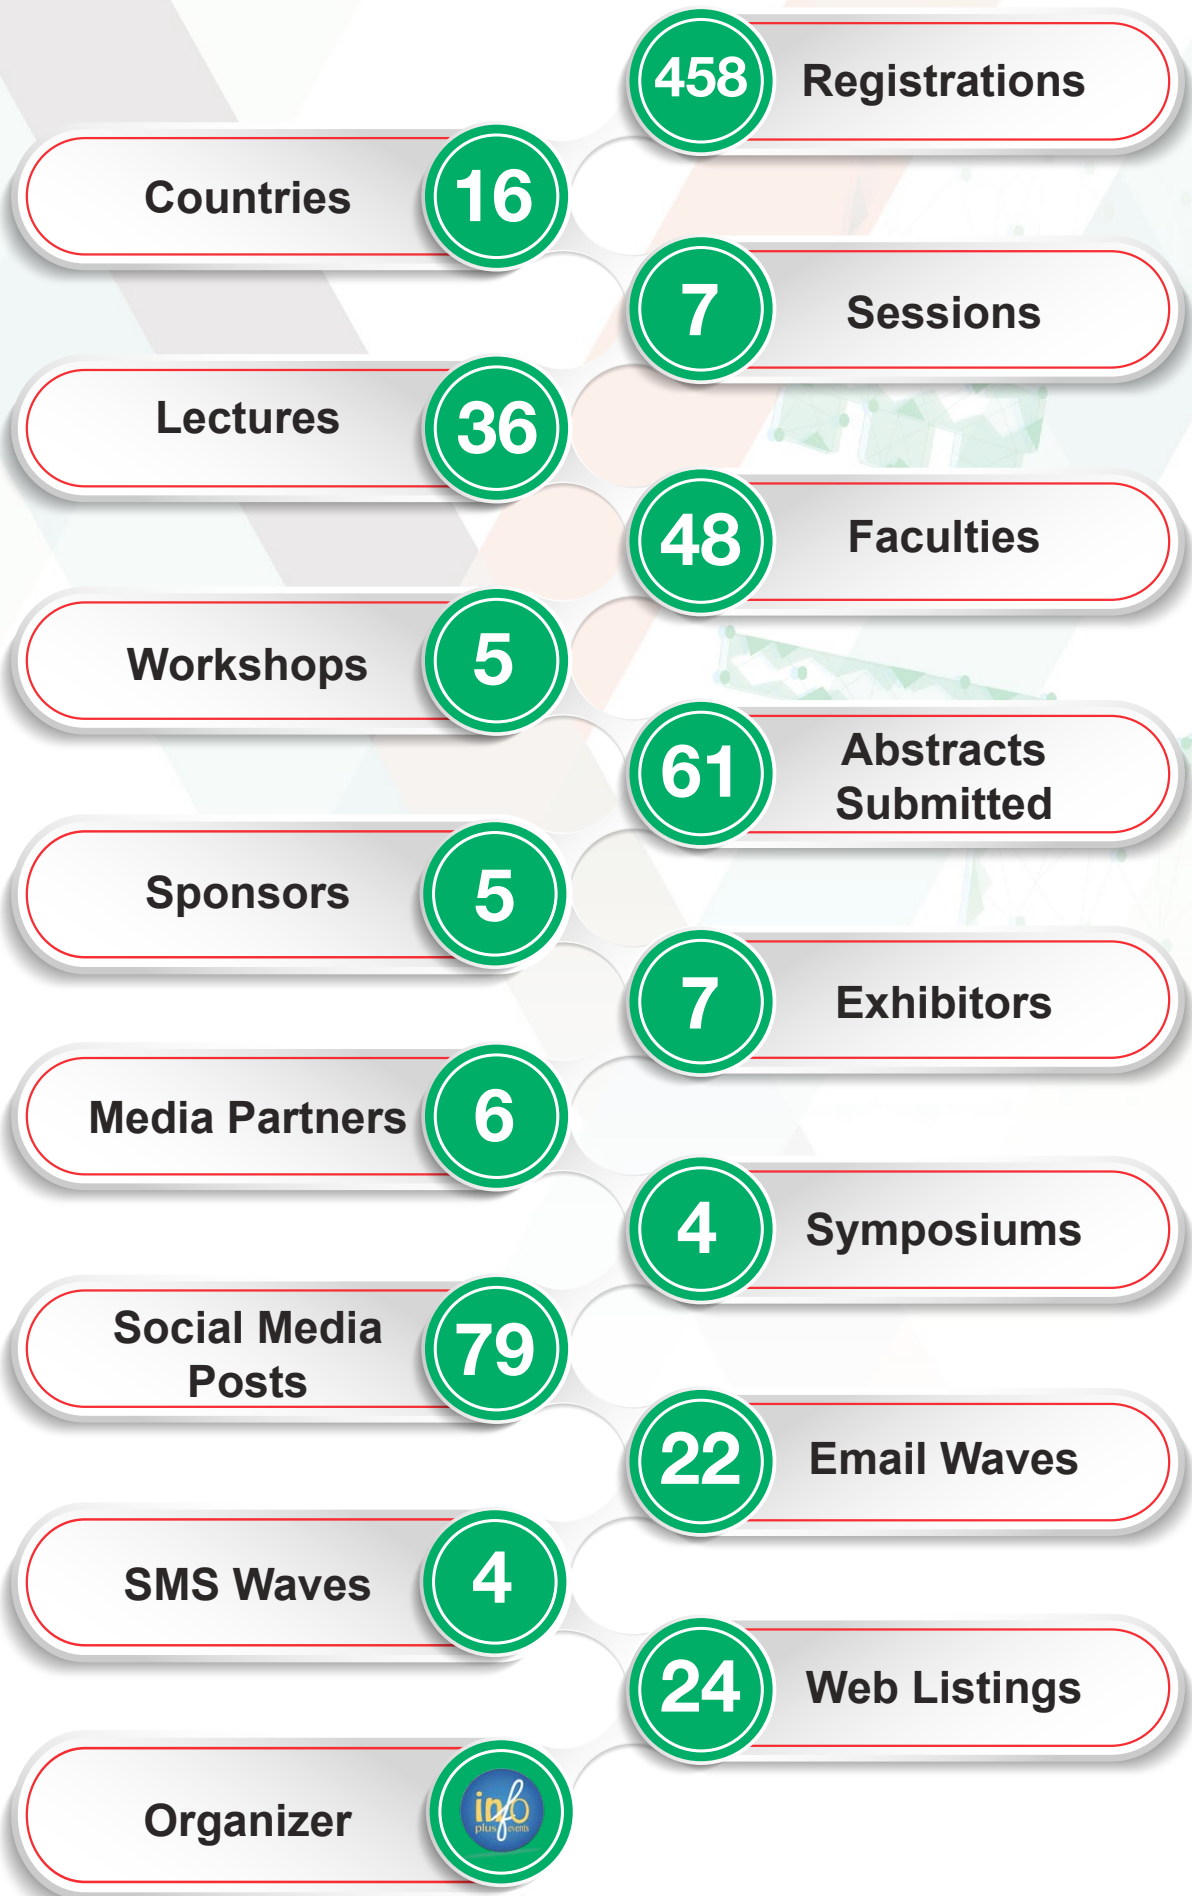 458 Registrations
Countries 16
7 Sessions
Lectures 36
48 Faculties
Workshops 5
61 Abstracts
Submitted
Sponsors 5
7 Exhibitors
Media Partners 6
4 Symposiums
Social Media
Posts 79
22 Email Waves
SMS Waves 4
24 Web Listings
Organizer
info
plus events